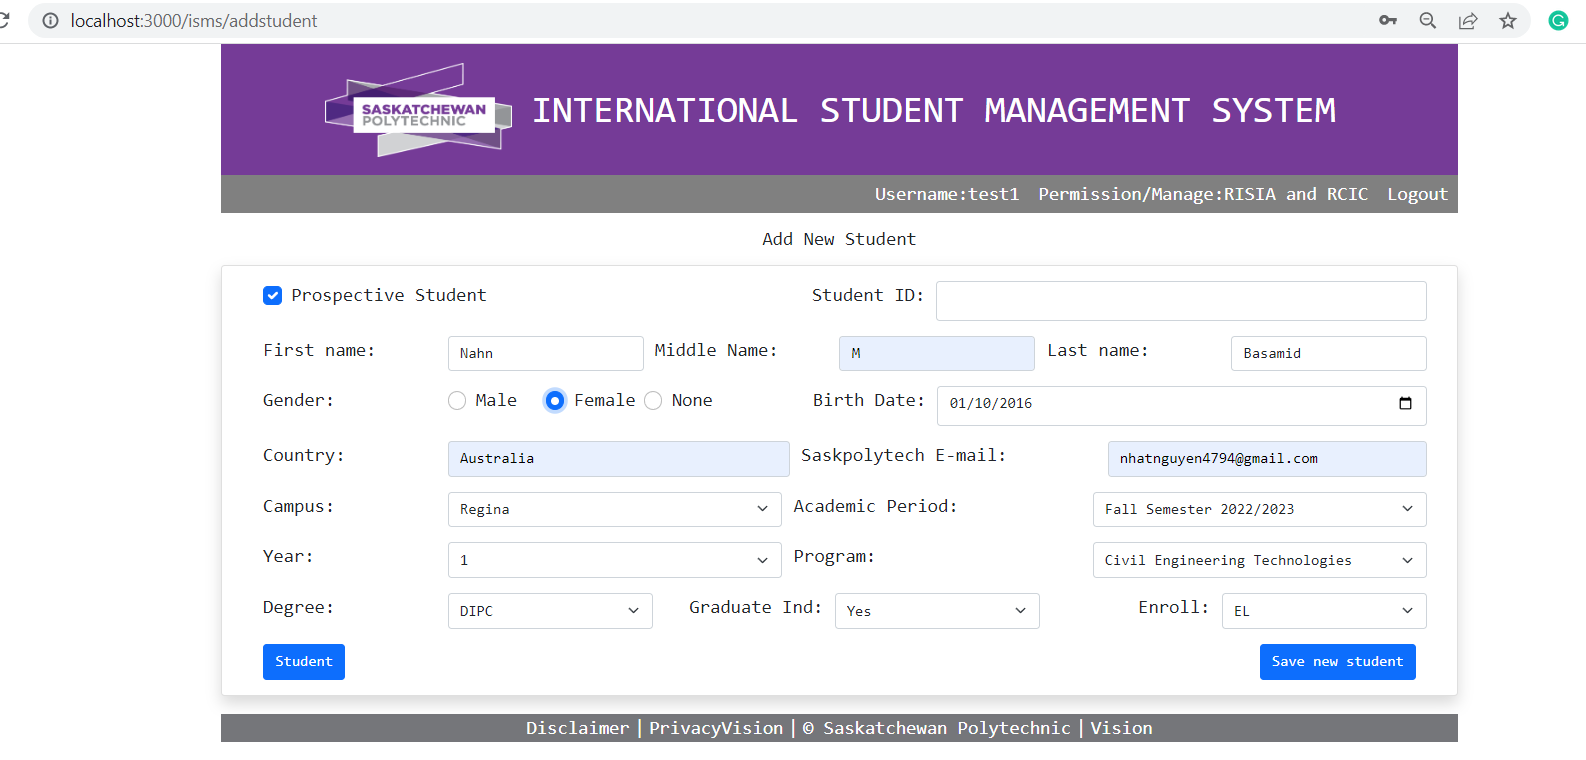 localhost:3000/isms/addstudent
SASKATCHEWAN
POLYTECHNIC
INTERNATIONAL STUDENT MANAGEMENT SYSTEM
Username:test1 Permission/Manage:RISIA and RCIC Logout
Add New Student
Prospective Student Student ID:
First name: Nahn Middle Name: M Last name: Basamid
Gender: Male Female None Birth Date: 01/10/2016
Country: Australia Saskpolytech E-mail: nhatnguyen4794@gmail.com
Campus: Regina Academic Period: Fall Semester 2022/2023
Year: 1 Program: Civil Engineering Technologies
Degree: DIPC Graduate Ind: Yes Enroll: EL
Student Save new student
Disclaimer | PrivacyVision | © Saskatchewan Polytechnic | Vision